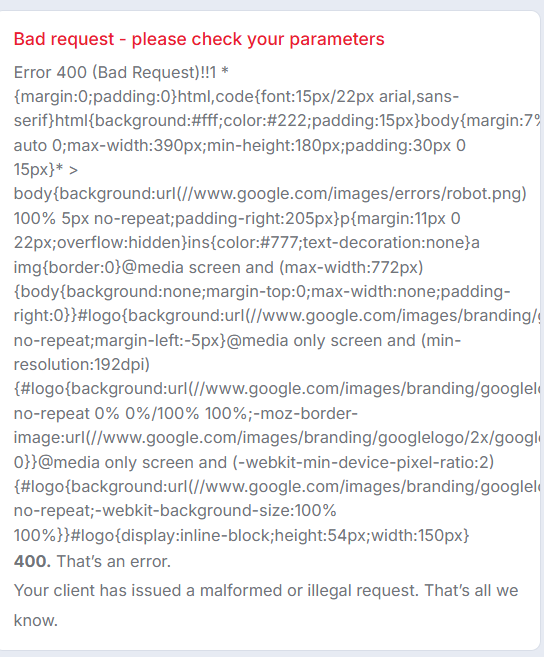 Bad request - please check your parameters
Error 400 (Bad Request)!!1 *
{margin:0;padding:0}html,code{font:15px/22px arial,sans-
serif}html{background:#fff;color:#222;padding:15px}body{margin:7%
auto 0;max-width:390px;min-height:180px;padding:30px 0
15px}* >
body{background:url(//www.google.com/images/errors/robot.png)
100% 5px no-repeat;padding-right:205px}p{margin:11px 0
22px;overflow:hidden}ins{color:#777;text-decoration:none}a
img{border:0}@media screen and (max-width:772px)
{body{background:none;margin-top:0;max-width:none;padding-
right:0}}#logo{background:url(//www.google.com/images/branding/g
no-repeat;margin-left:-5px}@media only screen and (min-
resolution:192dpi)
{#logo{background:url(//www.google.com/images/branding/googlelo
no-repeat 0% 0%/100% 100%;-moz-border-
image:url(//www.google.com/images/branding/googlelogo/2x/googl
0}}@media only screen and (-webkit-min-device-pixel-ratio:2)
{#logo{background:url(//www.google.com/images/branding/googlelo
no-repeat;-webkit-background-size:100%
100%}}#logo{display:inline-block;height:54px;width:150px}
400. That’s an error.
Your client has issued a malformed or illegal request. That’s all we
know.